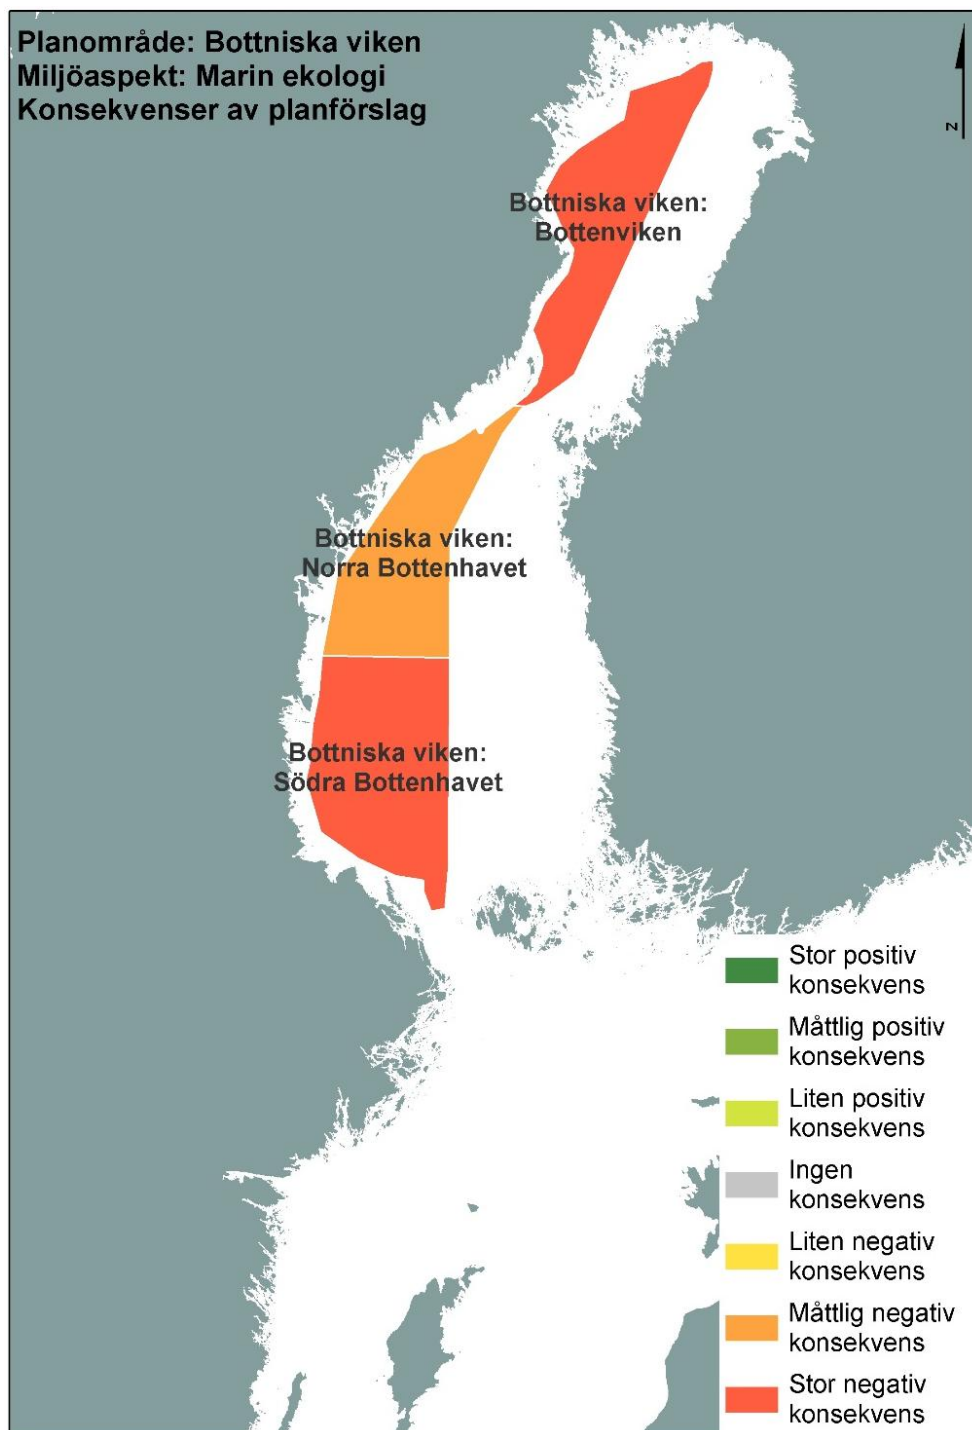 Planområde: Bottniska viken
Miljöaspekt: Marin ekologi
Konsekvenser av planförslag
N
Bottniska viken:
Bottenviken
Bottniska viken:
Norra Bottenhavet
Bottniska viken:
Södra Bottenhavet
Stor positiv
konsekvens
Måttlig positiv
konsekvens
Liten positiv
konsekvens
Ingen
konsekvens
Liten negativ
konsekvens
Måttlig negativ
konsekvens
Stor negativ
konsekvens